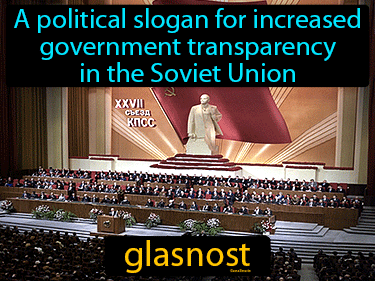 A political slogan for increased
government transparency
in the Soviet Union
XXVII
СЪЕЗД
КПСС
glasnost